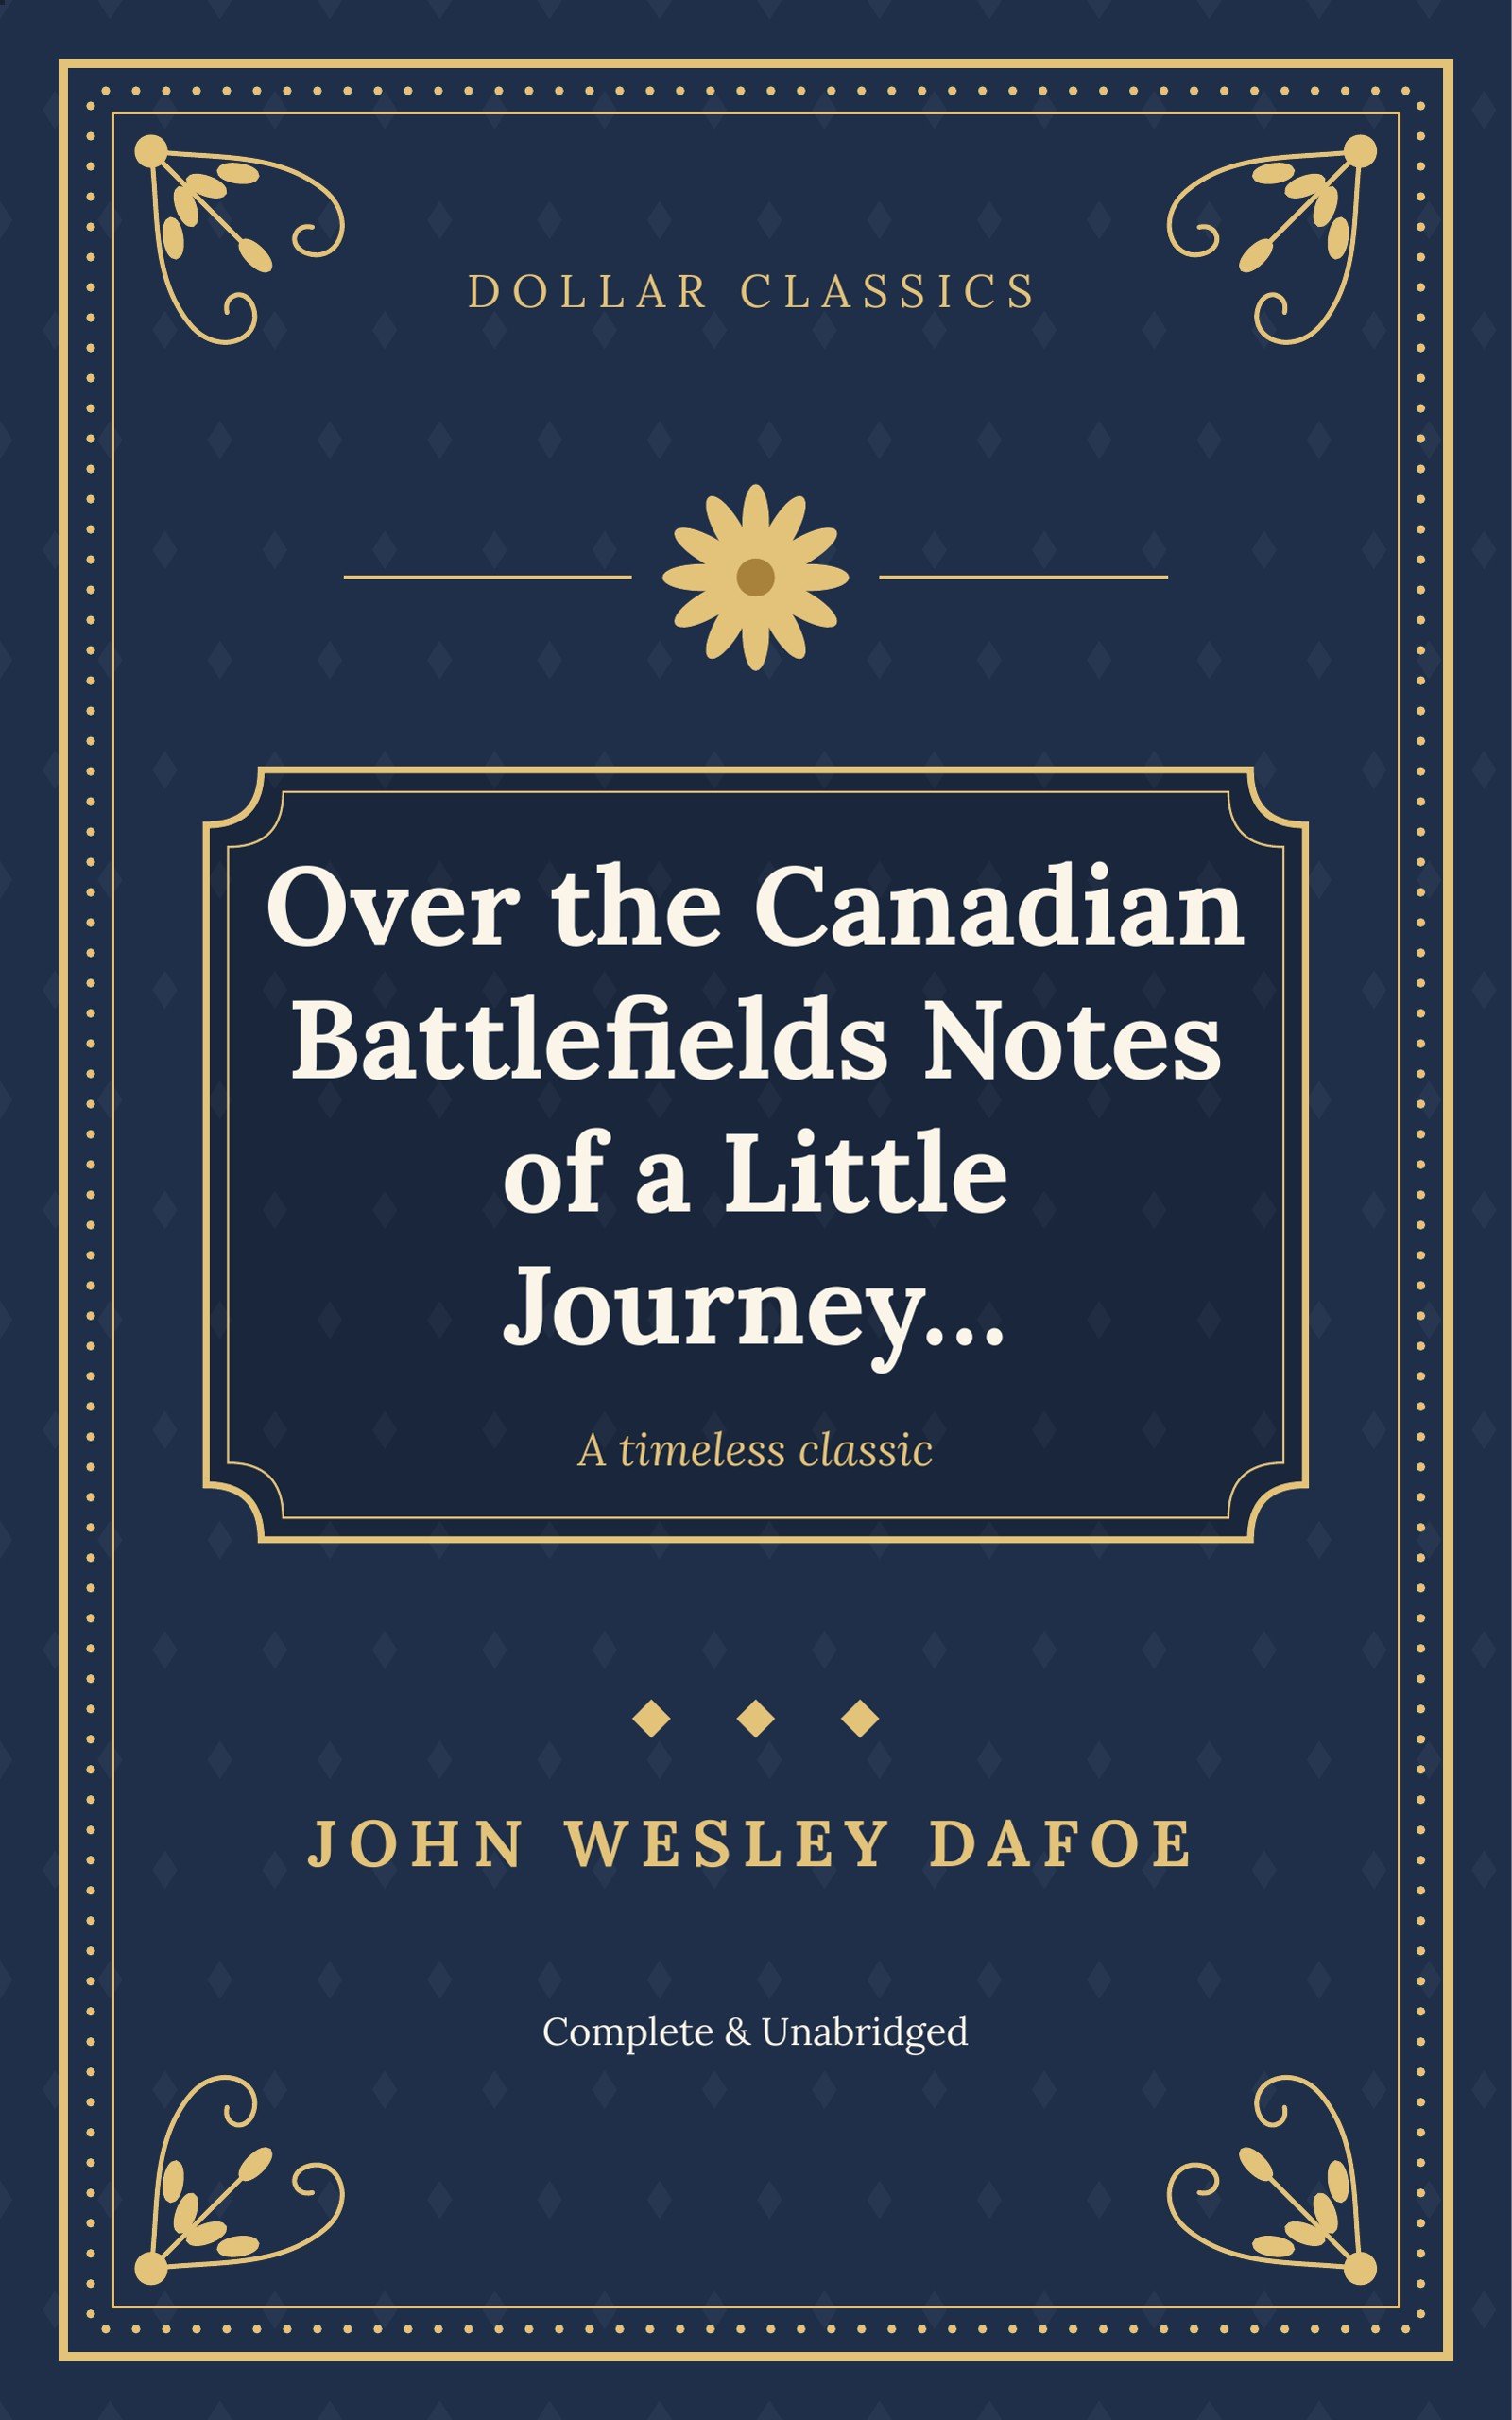 DOLLAR CLASSICS
Over the Canadian
Battlefields Notes
of a Little
Journey...
A timeless classic
JOHN WESLEY DAFOE
Complete & Unabridged